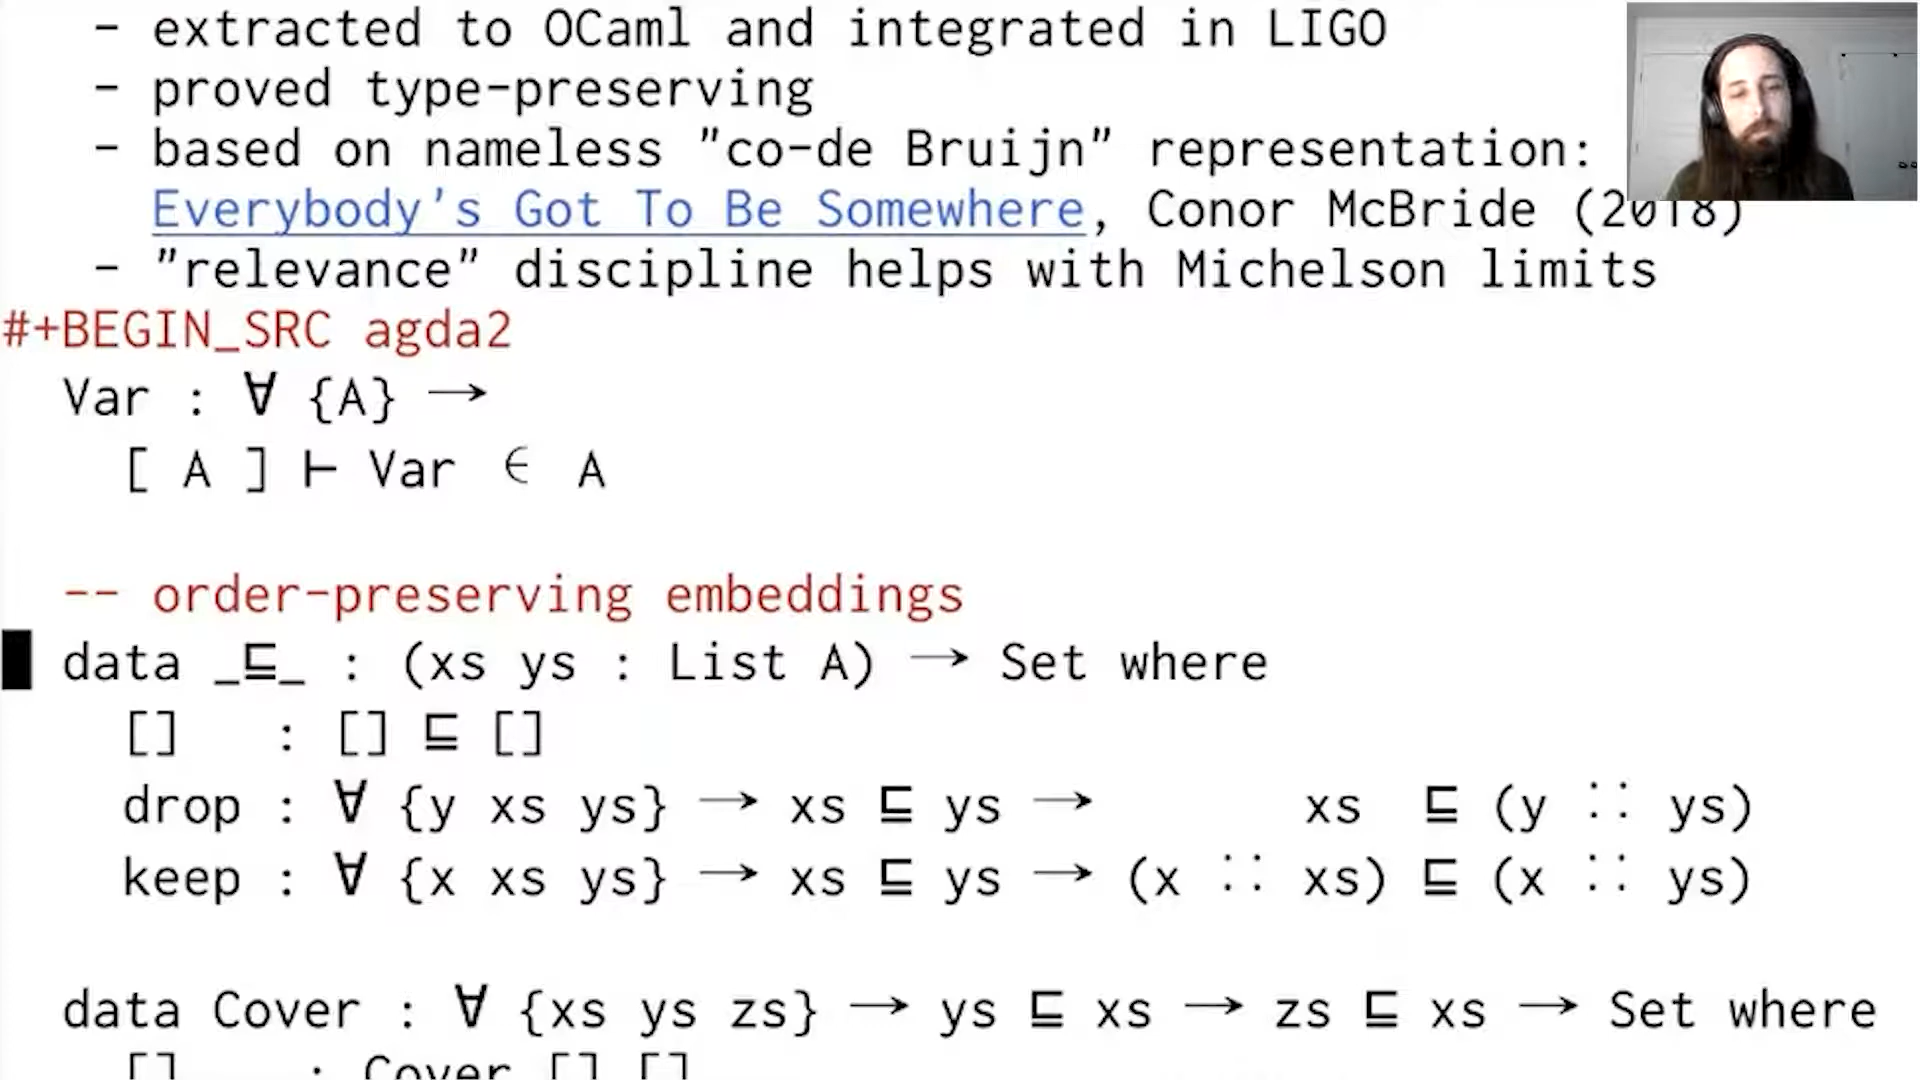 - extracted to OCaml and integrated in LIGO
- proved type-preserving
- based on nameless "co-de Bruijn" representation:
Everybody's Got To Be Somewhere, Conor McBride (2018)
- "relevance" discipline helps with Michelson limits
#+BEGIN_SRC agda2
Var : ∀ {A} →
[ A ] ⊢ Var ∈ A
-- order-preserving embeddings
data _⊑_ : (xs ys : List A) → Set where
[] : [] ⊑ []
drop : ∀ {y xs ys} → xs ⊑ ys → xs ⊑ (y ∷ ys)
keep : ∀ {x xs ys} → xs ⊑ ys → (x ∷ xs) ⊑ (x ∷ ys)
data Cover : ∀ {xs ys zs} → ys ⊑ xs → zs ⊑ xs → Set where
[] : Cover [] []